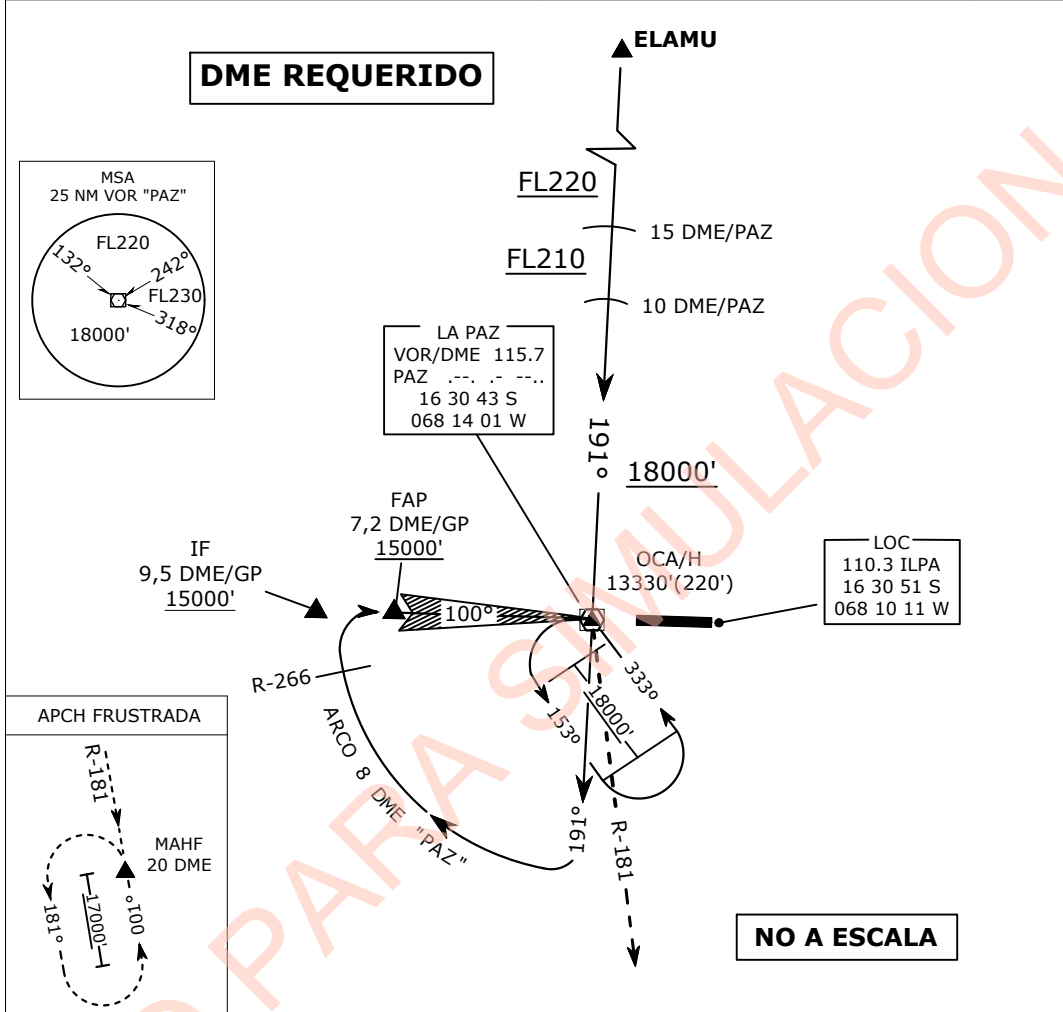 ELAMU
DME REQUERIDO
MSA
25 NM VOR "PAZ"
FL220
132°
242°
FL230
318°
18000'
FL220
15 DME/PAZ
FL210
10 DME/PAZ
LA PAZ
VOR/DME 115.7
PAZ .--. .- --..
16 30 43 S
068 14 01 W
191°
18000'
FAP
7,2 DME/GP
15000'
IF
9,5 DME/GP
15000'
OCA/H
13330'(220')
LOC
110.3 ILPA
16 30 51 S
068 10 11 W
100°
R-266
333º
18000'
153º
ARCO 8 DME "PAZ"
191°
R-181
APCH FRUSTRADA
R-181
MAHF
20 DME
17000'
181°
001°
NO A ESCALA
PARA SIMULACION